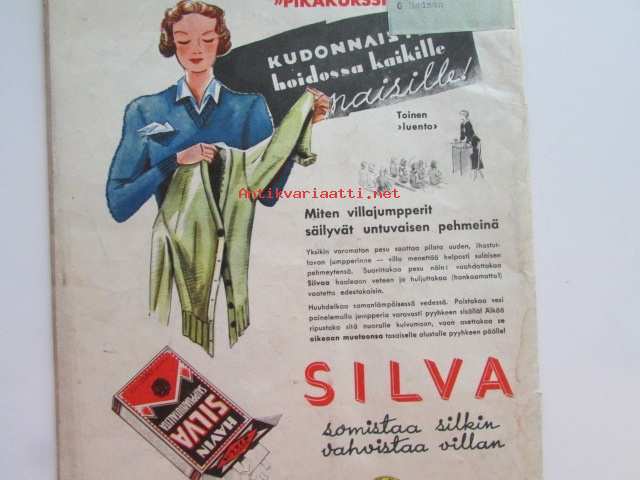 »PIKAKURSSI
KUDONNAIS
hoidossa kaikille
naisille!
Toinen
»luento»
Antikvariaatti.net
Miten villajumpperit
säilyvät untuvaisen pehmeinä
Yksikin varomaton pesu saattaa pilata uuden, ihastut-
tavan jumpperinne — villa menettää helposti salaisen
pehmeytensä. Suorittakaa pesu näin: vaahdottakaa
Silvaa haaleaan veteen ja huljuttakaa (hankaamatta!)
vaatetta edestakaisin.
Huuhdelkaa samanlämpöisessä vedessä. Poistakaa vesi
painelemalla jumpperia varovasti pyyhkeen sisällä! Älkää
ripustako sitä nuoralle kuivumaan, vaan asettakaa se
oikeaan muotoonsa tasaiselle alustalle pyyhkeen päälle!
SILVA
somistaa silkin
vahvistaa villan
HAVIN
SILVA
SAIPPAHIUTALEITA